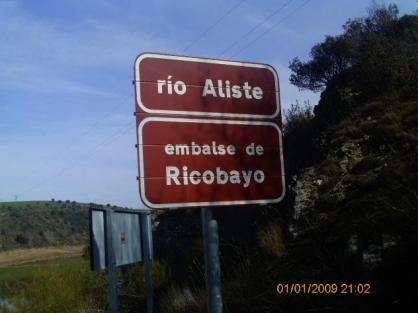 río Aliste
embalse de
Ricobayo
01/01/2009 21:02